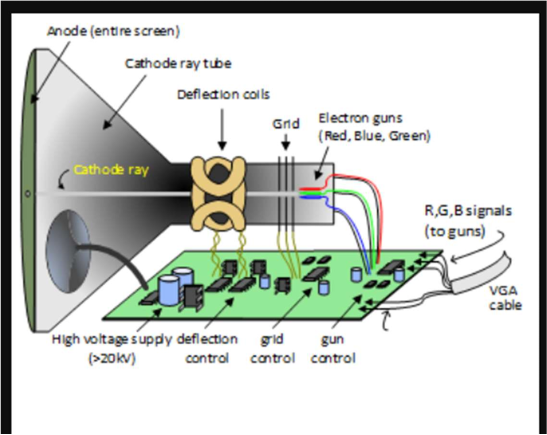 Anode (entire screen)
Cathode ray tube
Deflection coils
Grid
Electron guns
(Red, Blue, Green)
Cathode ray
R,G,B signals
(to guns)
VGA
cable
High voltage supply
(>20kV)
deflection
control
grid
control
gun
control